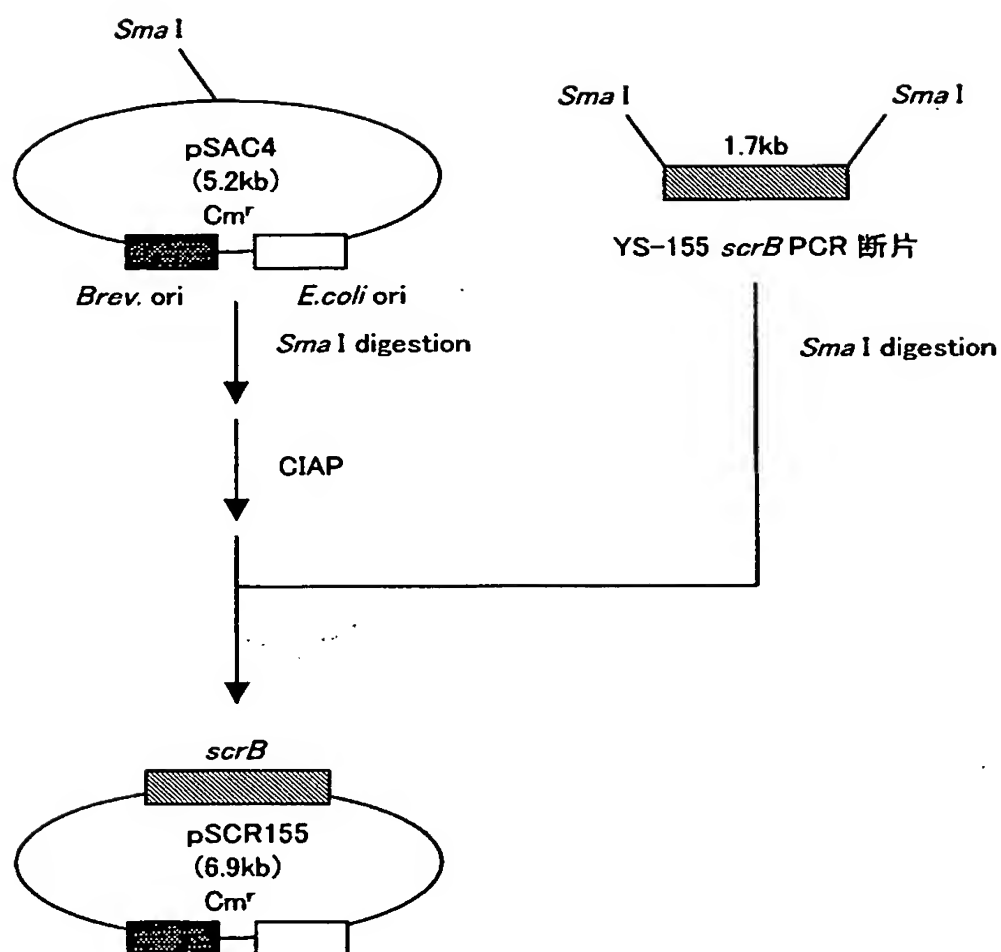 Sma I
pSAC4
(5.2kb)
Cmʳ
Brev. ori
E.coli ori
Sma I digestion
CIAP
Sma I
1.7kb
Sma I
YS-155 scrB PCR 断片
Sma I digestion
scrB
pSCR155
(6.9kb)
Cmʳ